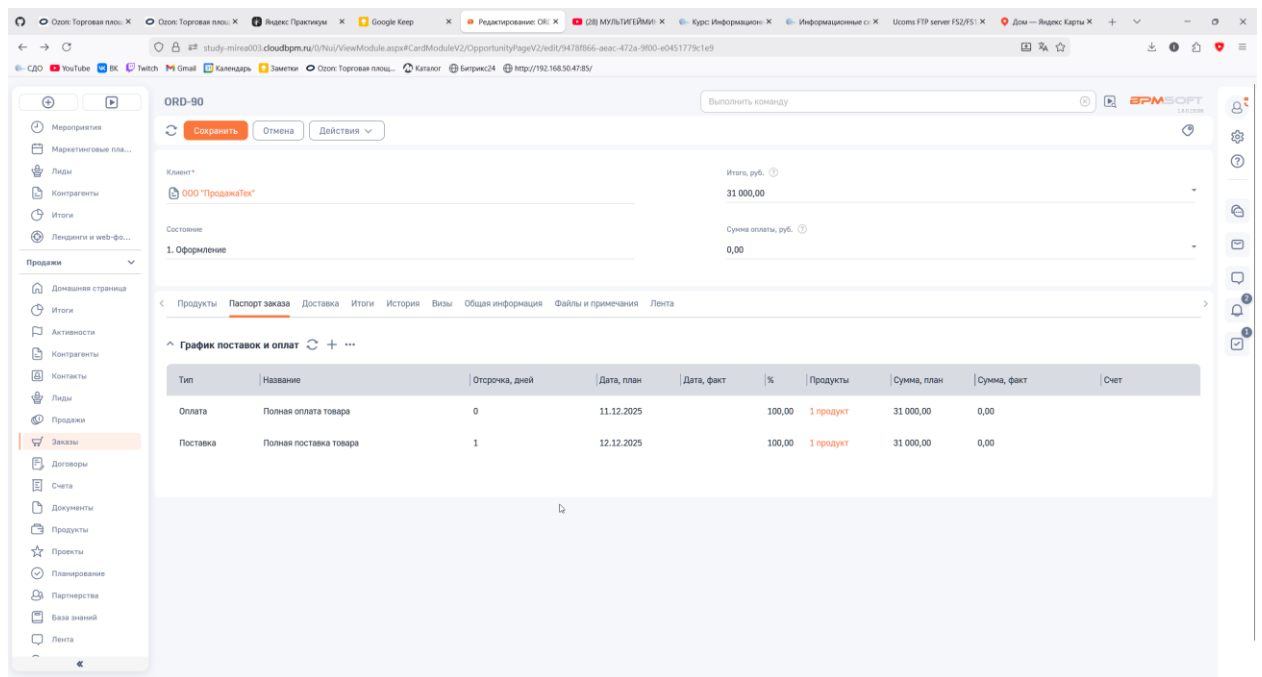 Ozon: Торговая площ
Ozon: Торговая площ
Яндекс Практикум
Google Keep
Редактирование: ORD
(28) МУЛЬТИГЕЙМИ
Курс: Информацион
Информационные си
Ucoms FTP server FS2/FS1
Дом — Яндекс Карты
study-mirea003.cloudbpm.ru/0/Nui/ViewModule.aspx#CardModuleV2/OpportunityPageV2/edit/9478f866-aeac-472a-9f00-e0451779c1e9
СДО YouTube ВК Twitch Gmail Календарь Заметки Ozon: Торговая площ... Каталог Битрикс24 http://192.168.50.47:85/
ORD-90
Выполнить команду
BPMSOFT
Сохранить Отмена Действия
Мероприятия
Маркетинговые пла...
Лиды
Контрагенты
Итоги
Лендинги и web-фо...
Продажи
Домашняя страница
Итоги
Активности
Контрагенты
Контакты
Лиды
Продажи
Заказы
Договоры
Счета
Документы
Продукты
Проекты
Планирование
Партнерства
База знаний
Лента
Клиент*
ООО "ПродажаТех"
Итого, руб.
31 000,00
Состояние
1. Оформление
Сумма оплаты, руб.
0,00
Продукты Паспорт заказа Доставка Итоги История Визы Общая информация Файлы и примечания Лента
График поставок и оплат
Тип Название Отсрочка, дней Дата, план Дата, факт % Продукты Сумма, план Сумма, факт Счет
Оплата Полная оплата товара 0 11.12.2025 100,00 1 продукт 31 000,00 0,00
Поставка Полная поставка товара 1 12.12.2025 100,00 1 продукт 31 000,00 0,00
2
1